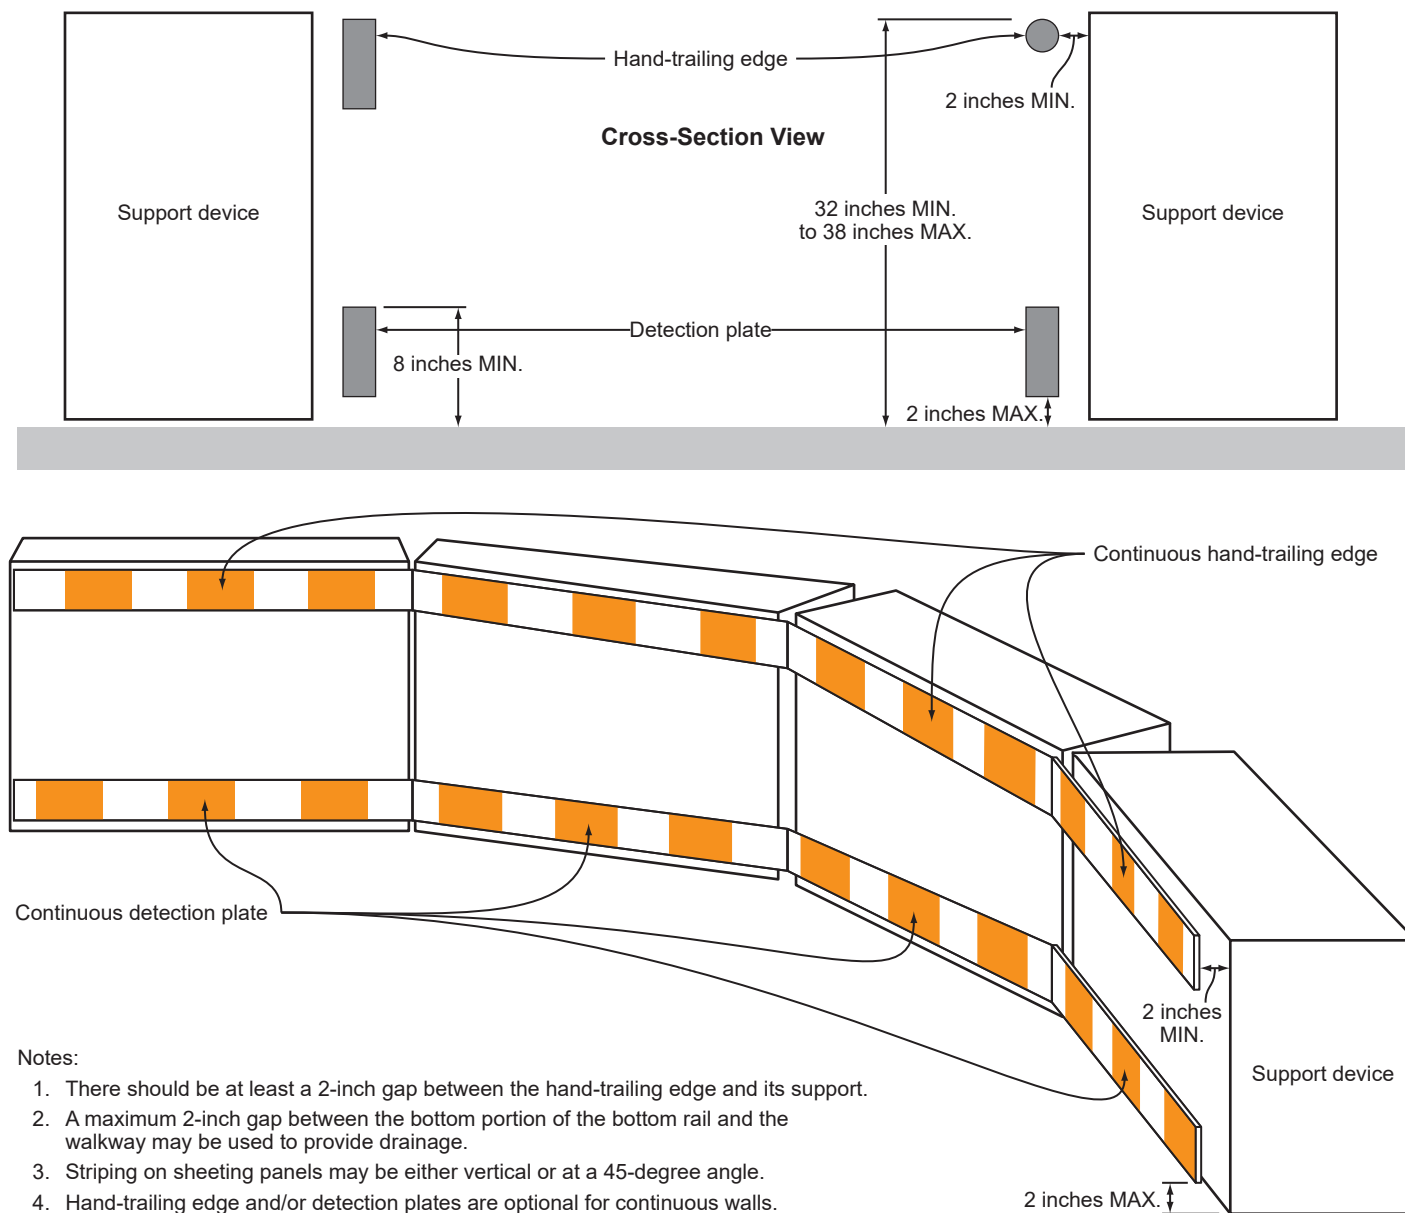 Hand-trailing edge
2 inches MIN.
Cross-Section View
Support device
32 inches MIN.
to 38 inches MAX.
Support device
Detection plate
8 inches MIN.
2 inches MAX.
Continuous hand-trailing edge
Continuous detection plate
2 inches
MIN.
Support device
2 inches MAX.
Notes:
1. There should be at least a 2-inch gap between the hand-trailing edge and its support.
2. A maximum 2-inch gap between the bottom portion of the bottom rail and the
walkway may be used to provide drainage.
3. Striping on sheeting panels may be either vertical or at a 45-degree angle.
4. Hand-trailing edge and/or detection plates are optional for continuous walls.